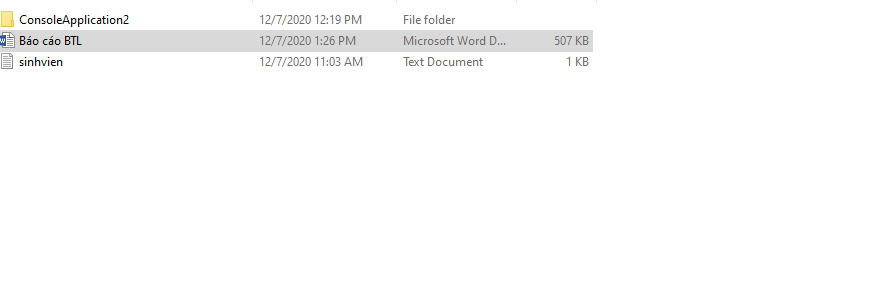 ConsoleApplication2 12/7/2020 12:19 PM File folder
Báo cáo BTL 12/7/2020 1:26 PM Microsoft Word D... 507 KB
sinhvien 12/7/2020 11:03 AM Text Document 1 KB